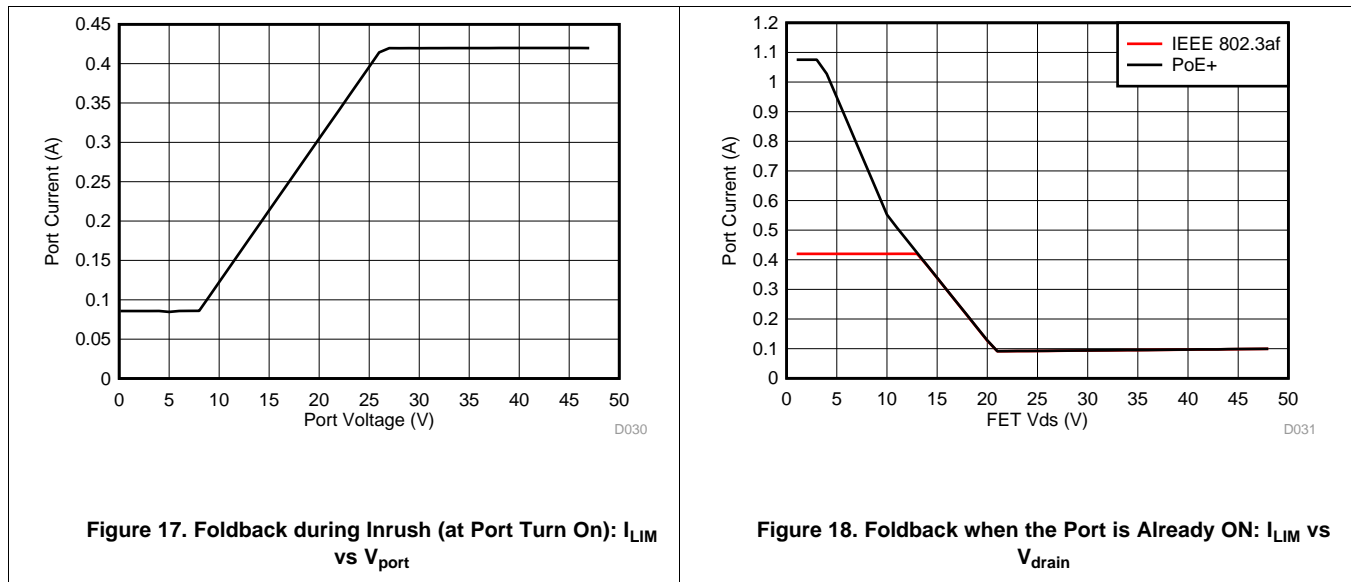 0.45
0.4
0.35
0.3
0.25
0.2
0.15
0.1
0.05
0
Port Current (A)
0 5 10 15 20 25 30 35 40 45 50
Port Voltage (V)
D030
Figure 17. Foldback during Inrush (at Port Turn On): ILIM
vs Vport
1.2
1.1
1
0.9
0.8
0.7
0.6
0.5
0.4
0.3
0.2
0.1
0
Port Current (A)
IEEE 802.3af
PoE+
0 5 10 15 20 25 30 35 40 45 50
FET Vds (V)
D031
Figure 18. Foldback when the Port is Already ON: ILIM vs
Vdrain